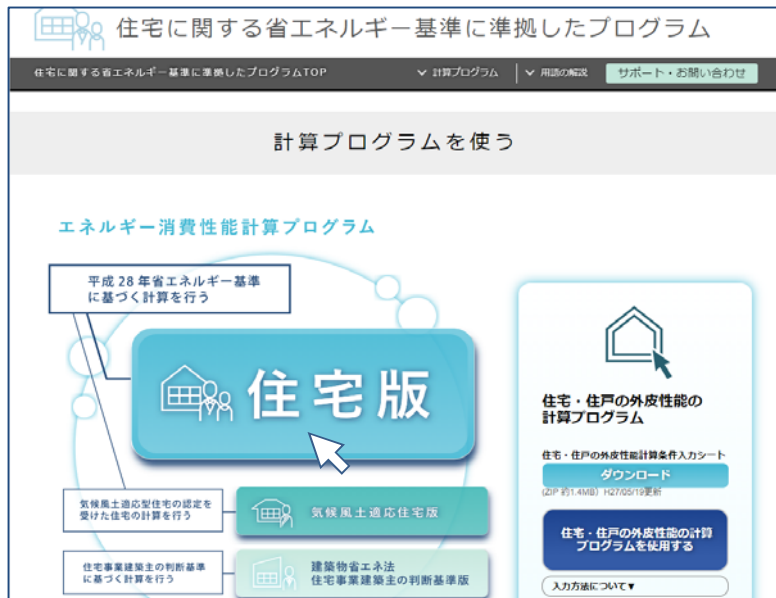 住宅に関する省エネルギー基準に準拠したプログラム
住宅に関する省エネルギー基準に準拠したプログラムTOP
計算プログラム
用語の解説
サポート・お問い合わせ
計算プログラムを使う
エネルギー消費性能計算プログラム
平成28年省エネルギー基準
に基づく計算を行う
住宅版
気候風土適応型住宅の認定を
受けた住宅の計算を行う
気候風土適応住宅版
住宅事業建築主の判断基準
に基づく計算を行う
建築物省エネ法
住宅事業建築主の判断基準版
住宅・住戸の外皮性能の
計算プログラム
住宅・住戸の外皮性能計算条件入力シート
ダウンロード
(ZIP 約1.4MB) H27/05/19更新
住宅・住戸の外皮性能の計算
プログラムを使用する
入力方法について▼